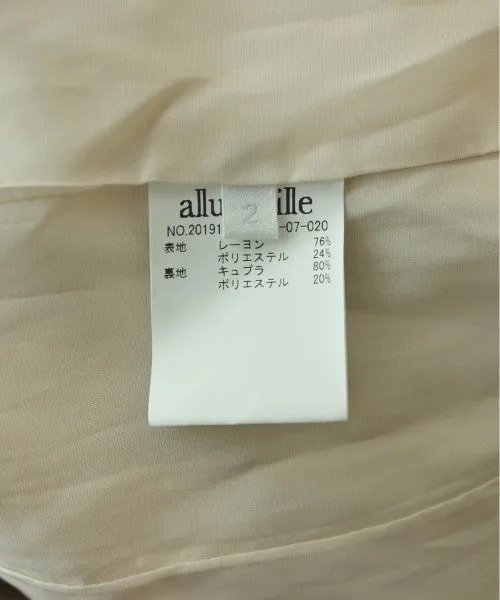 allu ille
2
NO.20191 -07-020
表地 レーヨン 76%
ポリエステル 24%
裏地 キュプラ 80%
ポリエステル 20%